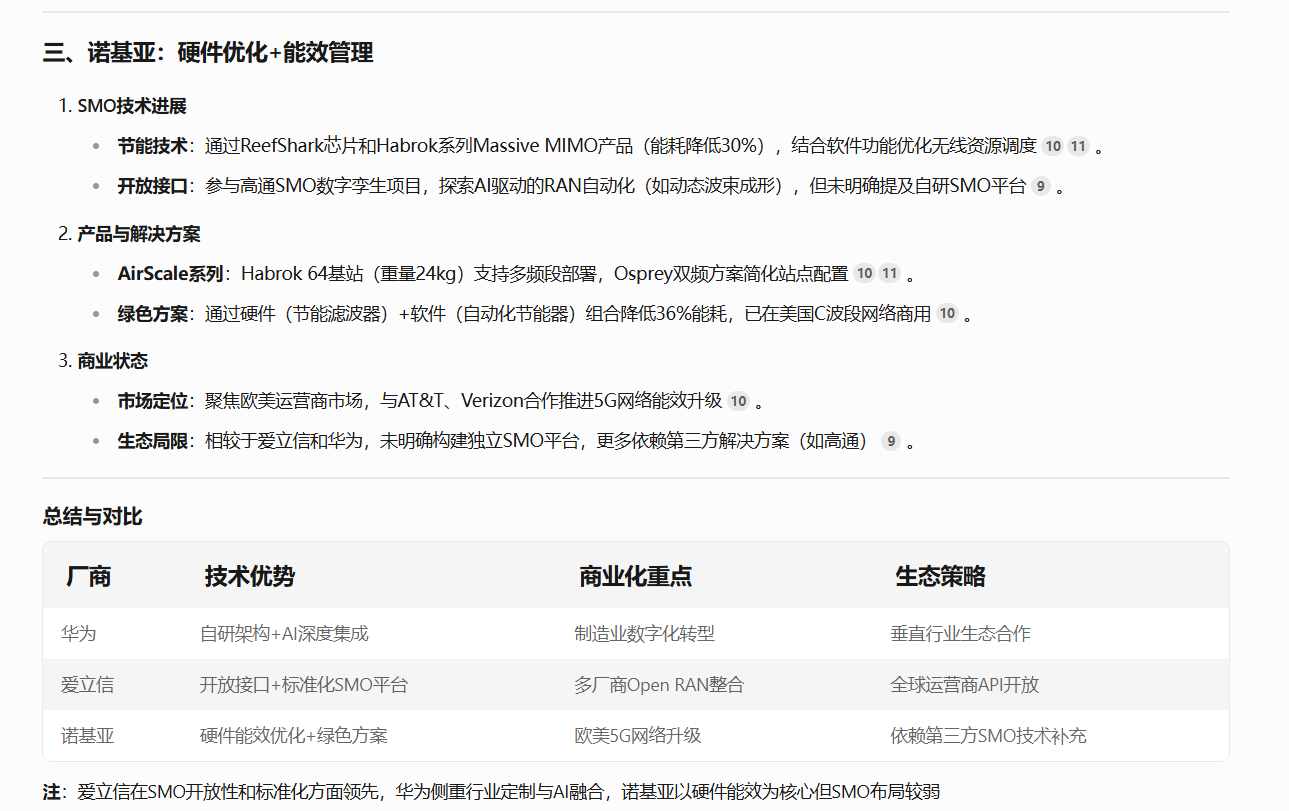 三、诺基亚：硬件优化+能效管理
1. SMO技术进展
• 节能技术：通过ReefShark芯片和Habrok系列Massive MIMO产品（能耗降低30%），结合软件功能优化无线资源调度 10 11 。
• 开放接口：参与高通SMO数字孪生项目，探索AI驱动的RAN自动化（如动态波束成形），但未明确提及自研SMO平台 9 。
2. 产品与解决方案
• AirScale系列：Habrok 64基站（重量24kg）支持多频段部署，Osprey双频方案简化站点配置 10 11 。
• 绿色方案：通过硬件（节能滤波器）+软件（自动化节能器）组合降低36%能耗，已在美国C波段网络商用 10 。
3. 商业状态
• 市场定位：聚焦欧美运营商市场，与AT&T、Verizon合作推进5G网络能效升级 10 。
• 生态局限：相较于爱立信和华为，未明确构建独立SMO平台，更多依赖第三方解决方案（如高通） 9 。
总结与对比
厂商 技术优势 商业化重点 生态策略
华为 自研架构+AI深度集成 制造业数字化转型 垂直行业生态合作
爱立信 开放接口+标准化SMO平台 多厂商Open RAN整合 全球运营商API开放
诺基亚 硬件能效优化+绿色方案 欧美5G网络升级 依赖第三方SMO技术补充
注：爱立信在SMO开放性和标准化方面领先，华为侧重行业定制与AI融合，诺基亚以硬件能效为核心但SMO布局较弱